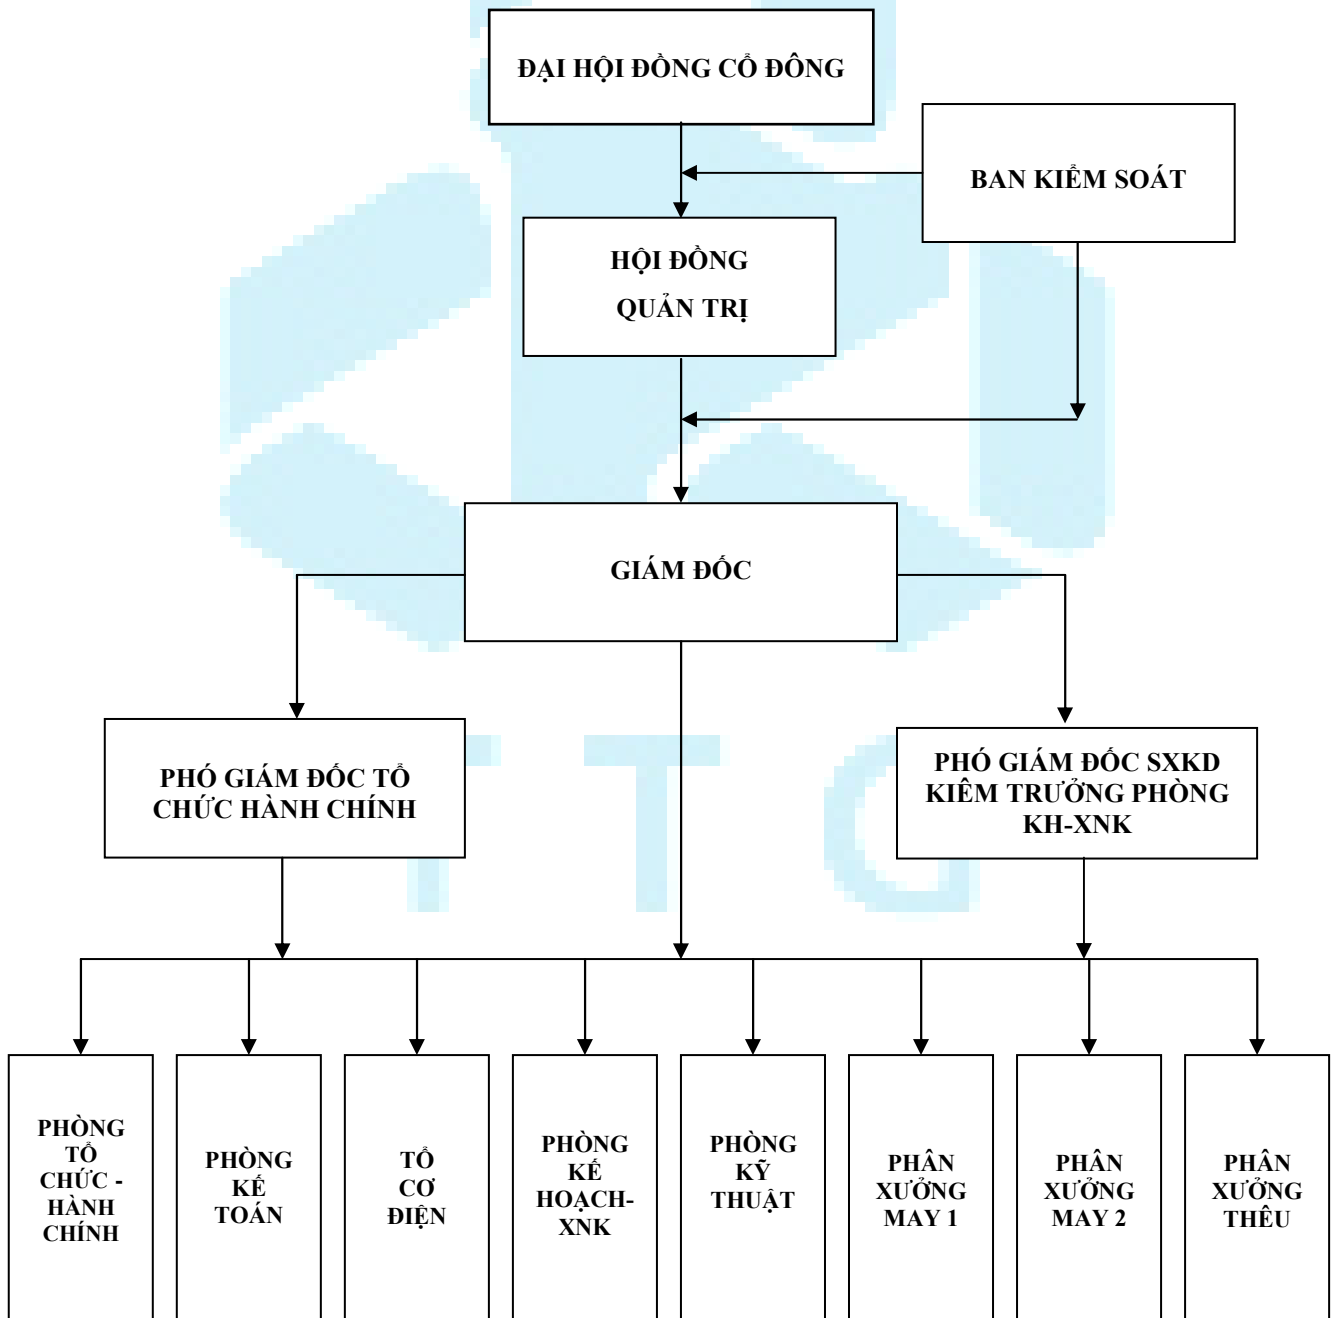 ĐẠI HỘI ĐỒNG CỔ ĐÔNG
BAN KIỂM SOÁT
HỘI ĐỒNG
QUẢN TRỊ
GIÁM ĐỐC
PHÓ GIÁM ĐỐC TỔ
CHỨC HÀNH CHÍNH
PHÓ GIÁM ĐỐC SXKD
KIÊM TRƯỞNG PHÒNG
KH-XNK
PHÒNG
TỔ
CHỨC -
HÀNH
CHÍNH
PHÒNG
KẾ
TOÁN
TỔ
CƠ
ĐIỆN
PHÒNG
KẾ
HOẠCH-
XNK
PHÒNG
KỸ
THUẬT
PHÂN
XƯỞNG
MAY 1
PHÂN
XƯỞNG
MAY 2
PHÂN
XƯỞNG
THÊU
T T G